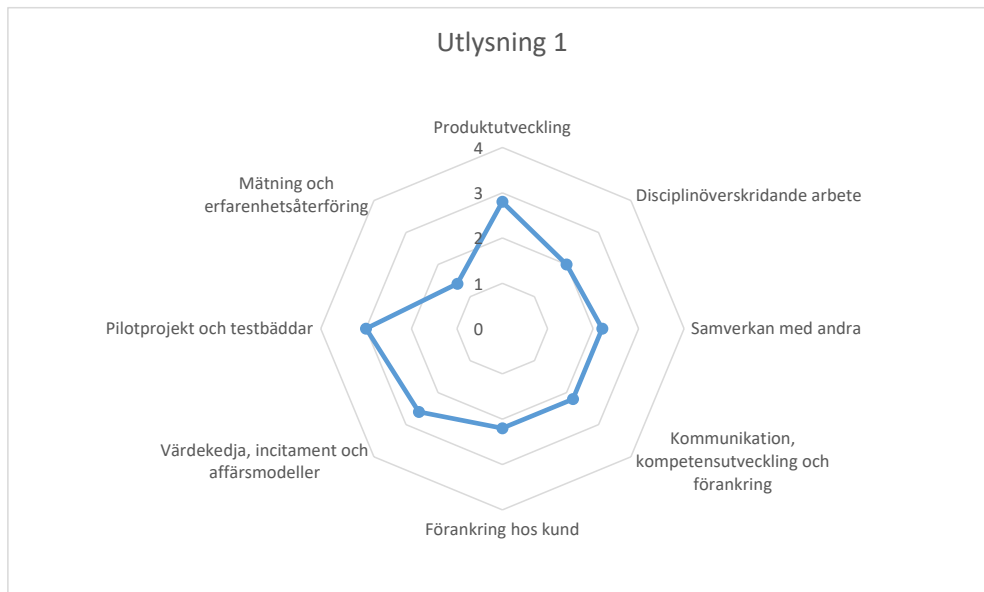 Utlysning 1
Produktutveckling
4
3
2
1
0
Disciplinöverskridande arbete
Samverkan med andra
Kommunikation,
kompetensutveckling och
förankring
Förankring hos kund
Värdekedja, incitament och
affärsmodeller
Pilotprojekt och testbäddar
Mätning och
erfarenhetsåterföring